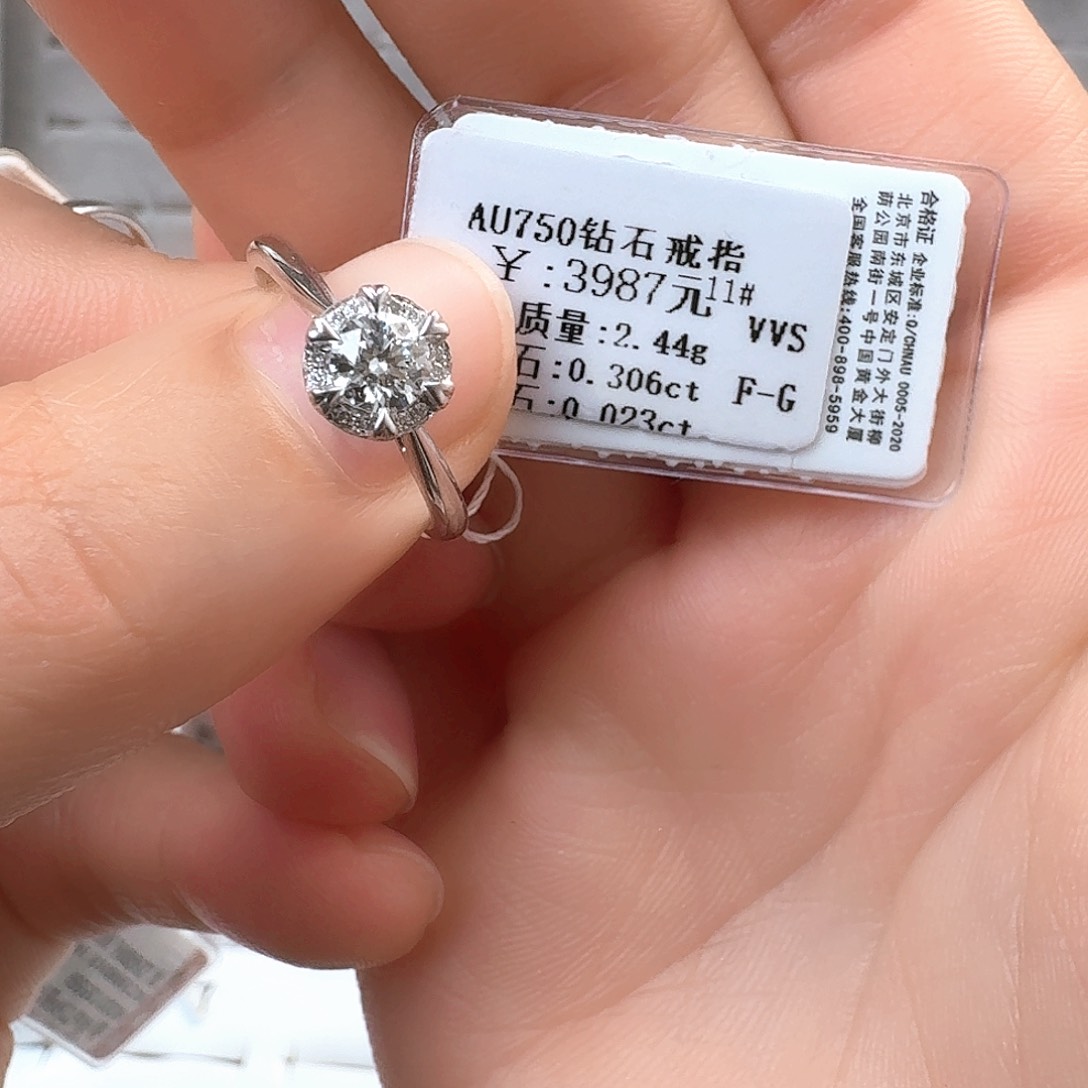 AU750钻石戒指
￥:3987元11#
质量:2.44g VVS
石:0.306ct F-G
石:0.023ct
合格证 企业标准:Q/CHNAU 0005-2020
北京市东城区安定门外大街柳
荫公园南街一号中国黄金大厦
全国客服热线:400-898-5959